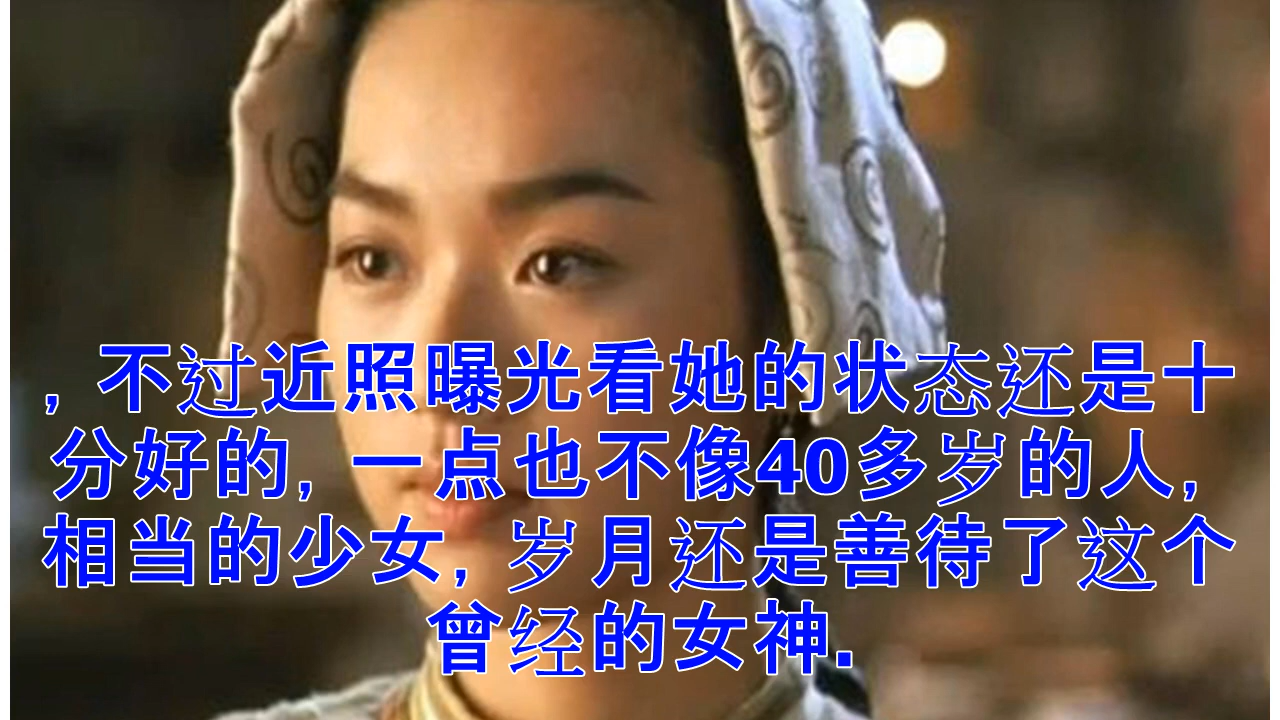 , 不过近照曝光看她的状态还是十
分好的, 一点也不像40多岁的人,
相当的少女, 岁月还是善待了这个
曾经的女神.